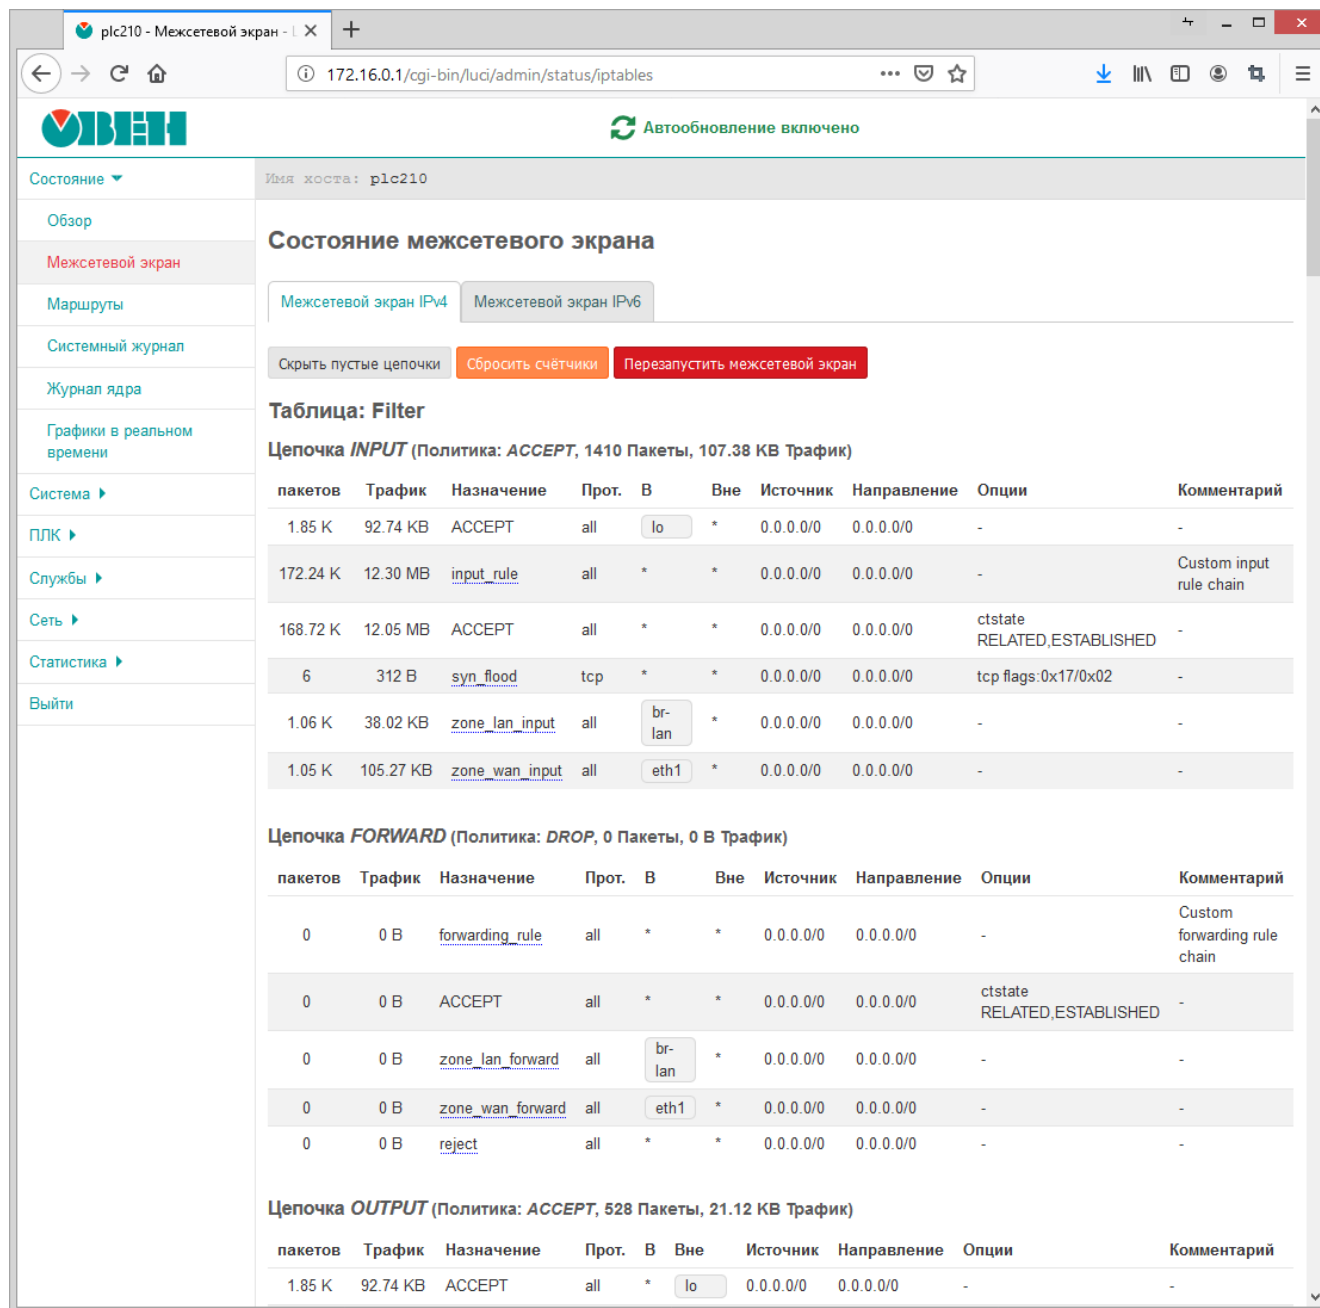 plc210 - Межсетевой экран - L
172.16.0.1/cgi-bin/luci/admin/status/iptables
ОВЕН
Автообновление включено
Состояние
Имя хоста: plc210
Обзор
Межсетевой экран
Маршруты
Системный журнал
Журнал ядра
Графики в реальном
времени
Система
ПЛК
Службы
Сеть
Статистика
Выйти
Состояние межсетевого экрана
Межсетевой экран IPv4 Межсетевой экран IPv6
Скрыть пустые цепочки Сбросить счётчики Перезапустить межсетевой экран
Таблица: Filter
Цепочка INPUT (Политика: ACCEPT, 1410 Пакеты, 107.38 KB Трафик)
пакетов Трафик Назначение Прот. В Вне Источник Направление Опции Комментарий
1.85 K 92.74 KB ACCEPT all lo * 0.0.0.0/0 0.0.0.0/0 - -
172.24 K 12.30 MB input_rule all * * 0.0.0.0/0 0.0.0.0/0 - Custom input
rule chain
168.72 K 12.05 MB ACCEPT all * * 0.0.0.0/0 0.0.0.0/0 ctstate
RELATED,ESTABLISHED -
6 312 B syn_flood tcp * * 0.0.0.0/0 0.0.0.0/0 tcp flags:0x17/0x02 -
1.06 K 38.02 KB zone_lan_input all br-
lan * 0.0.0.0/0 0.0.0.0/0 - -
1.05 K 105.27 KB zone_wan_input all eth1 * 0.0.0.0/0 0.0.0.0/0 - -
Цепочка FORWARD (Политика: DROP, 0 Пакеты, 0 B Трафик)
пакетов Трафик Назначение Прот. В Вне Источник Направление Опции Комментарий
0 0 B forwarding_rule all * * 0.0.0.0/0 0.0.0.0/0 - Custom
forwarding rule
chain
0 0 B ACCEPT all * * 0.0.0.0/0 0.0.0.0/0 ctstate
RELATED,ESTABLISHED -
0 0 B zone_lan_forward all br-
lan * 0.0.0.0/0 0.0.0.0/0 - -
0 0 B zone_wan_forward all eth1 * 0.0.0.0/0 0.0.0.0/0 - -
0 0 B reject all * * 0.0.0.0/0 0.0.0.0/0 - -
Цепочка OUTPUT (Политика: ACCEPT, 528 Пакеты, 21.12 KB Трафик)
пакетов Трафик Назначение Прот. В Вне Источник Направление Опции Комментарий
1.85 K 92.74 KB ACCEPT all * lo 0.0.0.0/0 0.0.0.0/0 - -